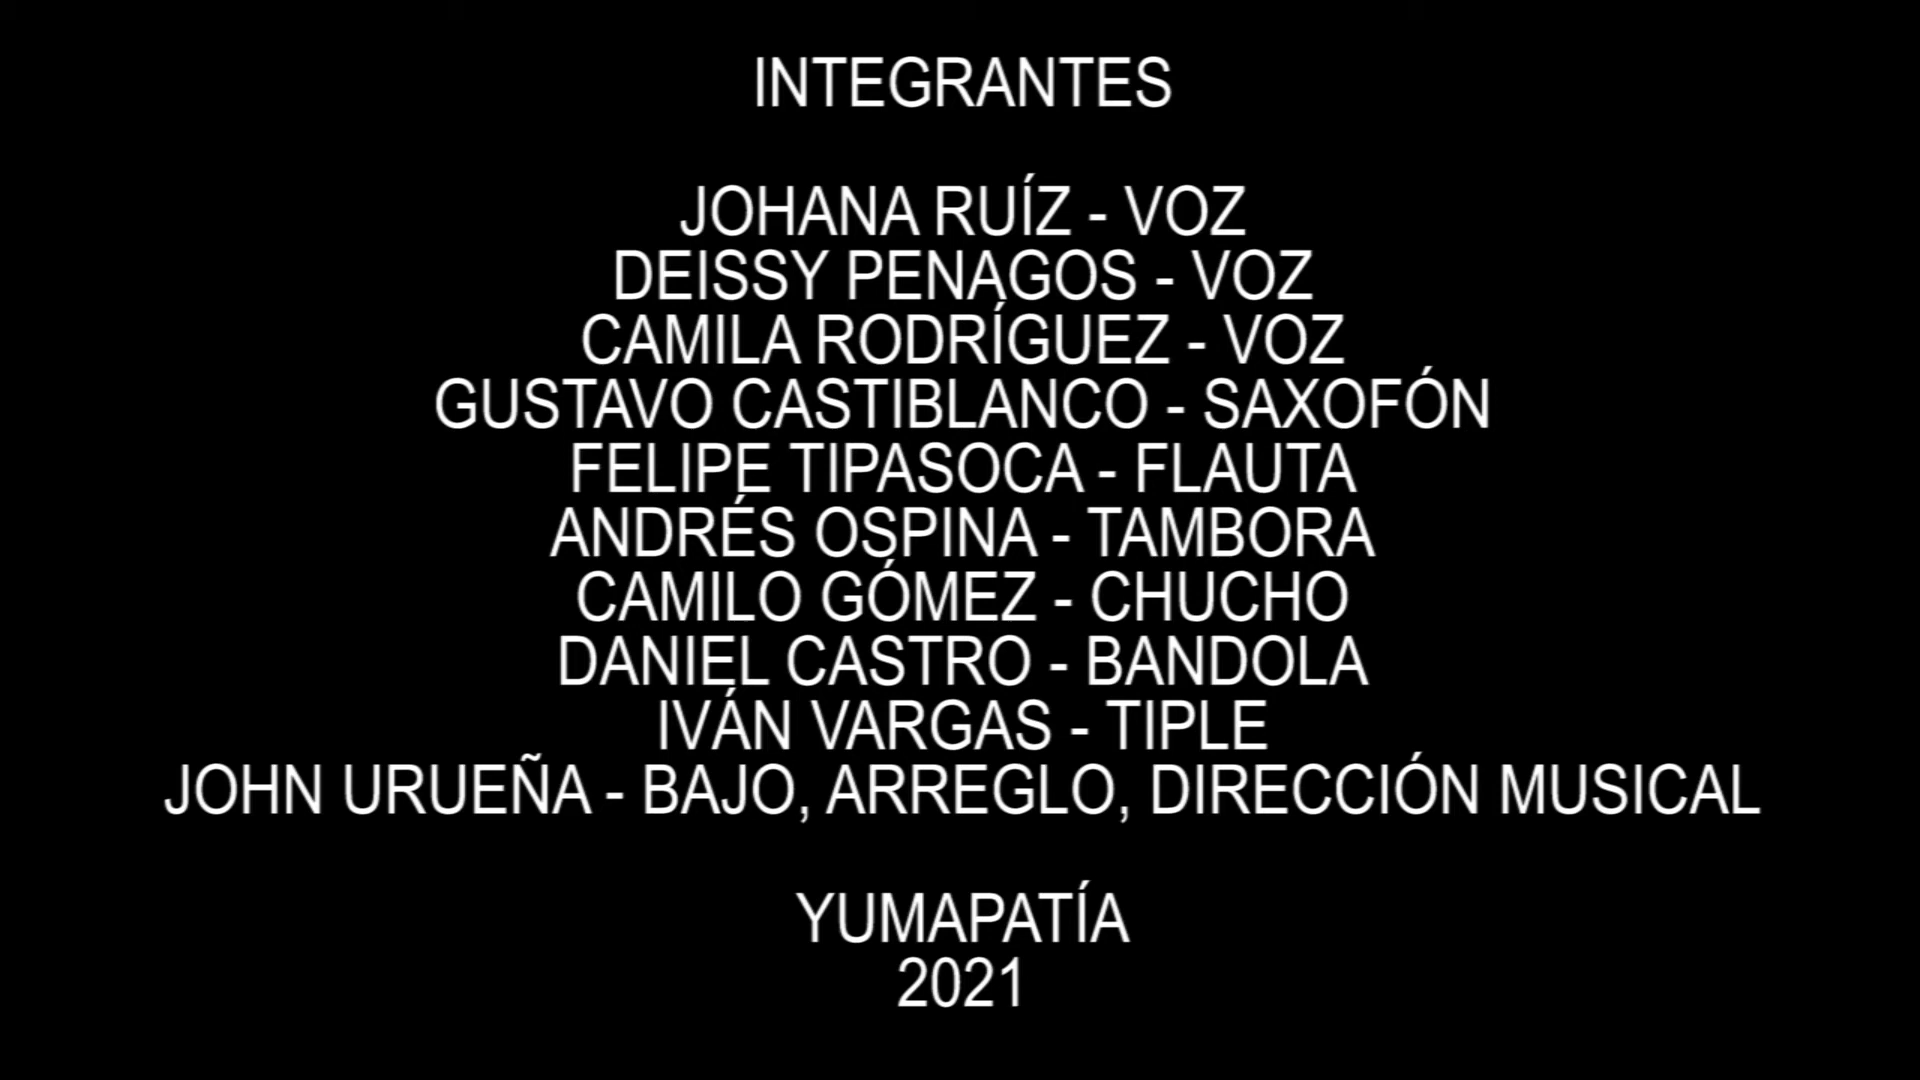 INTEGRANTES
JOHANA RUÍZ - VOZ
DEISSY PENAGOS - VOZ
CAMILA RODRÍGUEZ - VOZ
GUSTAVO CASTIBLANCO - SAXOFÓN
FELIPE TIPASOCA - FLAUTA
ANDRÉS OSPINA - TAMBORA
CAMILO GÓMEZ - CHUCHO
DANIEL CASTRO - BANDOLA
IVÁN VARGAS - TIPLE
JOHN URUEÑA - BAJO, ARREGLO, DIRECCIÓN MUSICAL
YUMAPATÍA
2021